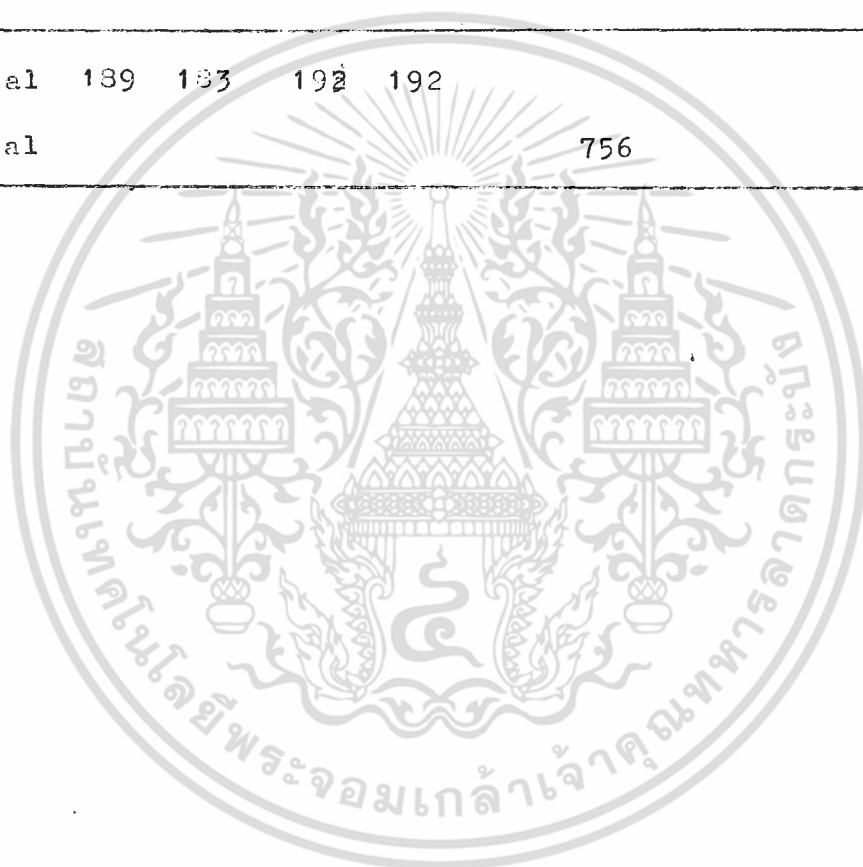 al 189 183 192 192
al 756
สถาบันเทคโนโลยีพระจอมเกล้าเจ้าคุณทหารลาดกระบัง